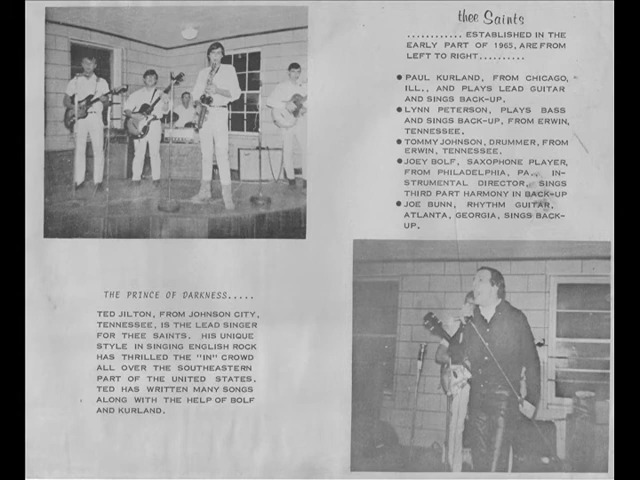 thee Saints
............ ESTABLISHED IN THE
EARLY PART OF 1965, ARE FROM
LEFT TO RIGHT..........
● PAUL KURLAND, FROM CHICAGO,
ILL., AND PLAYS LEAD GUITAR
AND SINGS BACK-UP.
● LYNN PETERSON, PLAYS BASS
AND SINGS BACK-UP, FROM ERWIN,
TENNESSEE.
● TOMMY JOHNSON, DRUMMER, FROM
ERWIN, TENNESSEE.
● JOEY BOLF, SAXOPHONE PLAYER,
FROM PHILADELPHIA, PA., IN-
STRUMENTAL DIRECTOR, SINGS
THIRD PART HARMONY IN BACK-UP
● JOE BUNN, RHYTHM GUITAR,
ATLANTA, GEORGIA, SINGS BACK-
UP.
THE PRINCE OF DARKNESS.....
TED JILTON, FROM JOHNSON CITY,
TENNESSEE, IS THE LEAD SINGER
FOR THEE SAINTS. HIS UNIQUE
STYLE IN SINGING ENGLISH ROCK
HAS THRILLED THE "IN" CROWD
ALL OVER THE SOUTHEASTERN
PART OF THE UNITED STATES.
TED HAS WRITTEN MANY SONGS
ALONG WITH THE HELP OF BOLF
AND KURLAND.